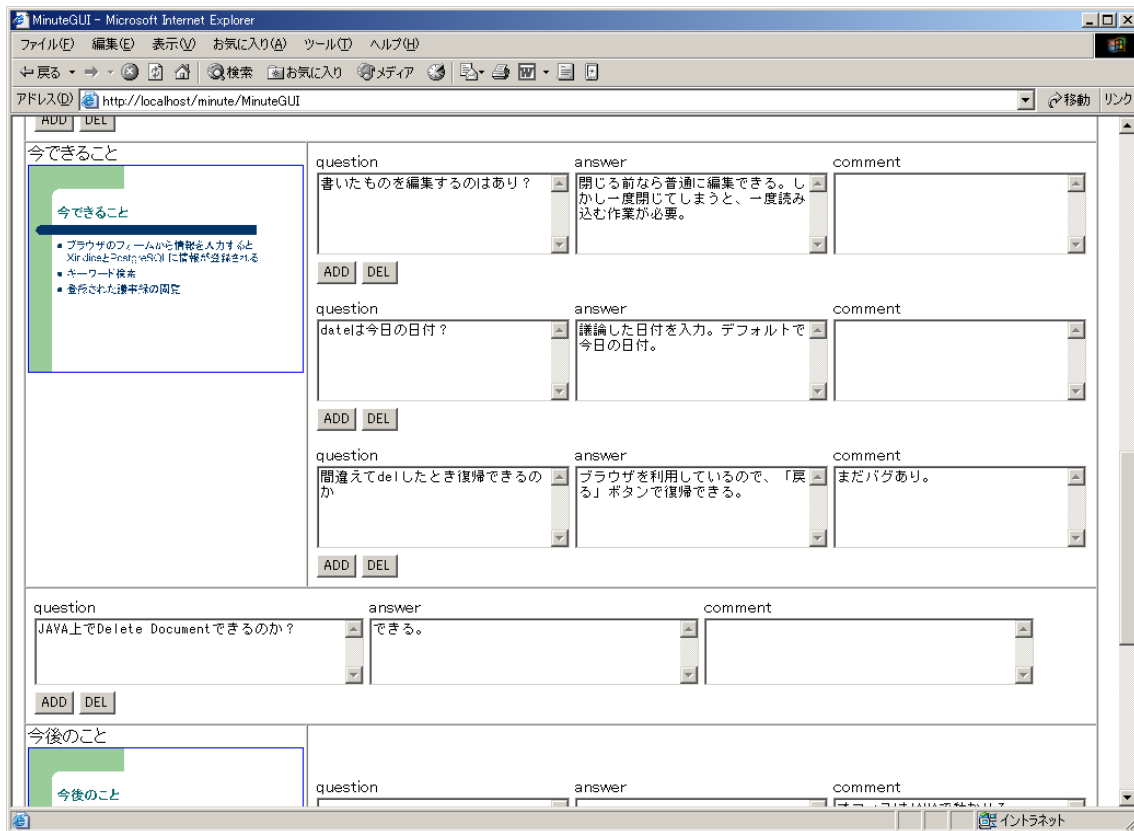 MinuteGUI - Microsoft Internet Explorer
ファイル(F) 編集(E) 表示(V) お気に入り(A) ツール(T) ヘルプ(H)
戻る 検索 お気に入り メディア
アドレス(D) http://localhost/minute/MinuteGUI 移動 リンク
ADD DEL
今できること
今できること
ブラウザのフォームから情報を入力すると
XindiceとPostgreSQLに情報が登録される
キーワード検索
登録された議事録の閲覧
question answer comment
書いたものを編集するのはあり？
閉じる前なら普通に編集できる。し
かし一度閉じてしまうと、一度読み
込む作業が必要。
ADD DEL
question answer comment
dateは今日の日付？
議論した日付を入力。デフォルトで
今日の日付。
ADD DEL
question answer comment
間違えてdelしたとき復帰できるの
か
ブラウザを利用しているので、「戻
る」ボタンで復帰できる。
まだバグあり。
ADD DEL
question answer comment
JAVA上でDelete Documentできるのか？
できる。
ADD DEL
今後のこと
今後のこと
question answer comment
イントラネット